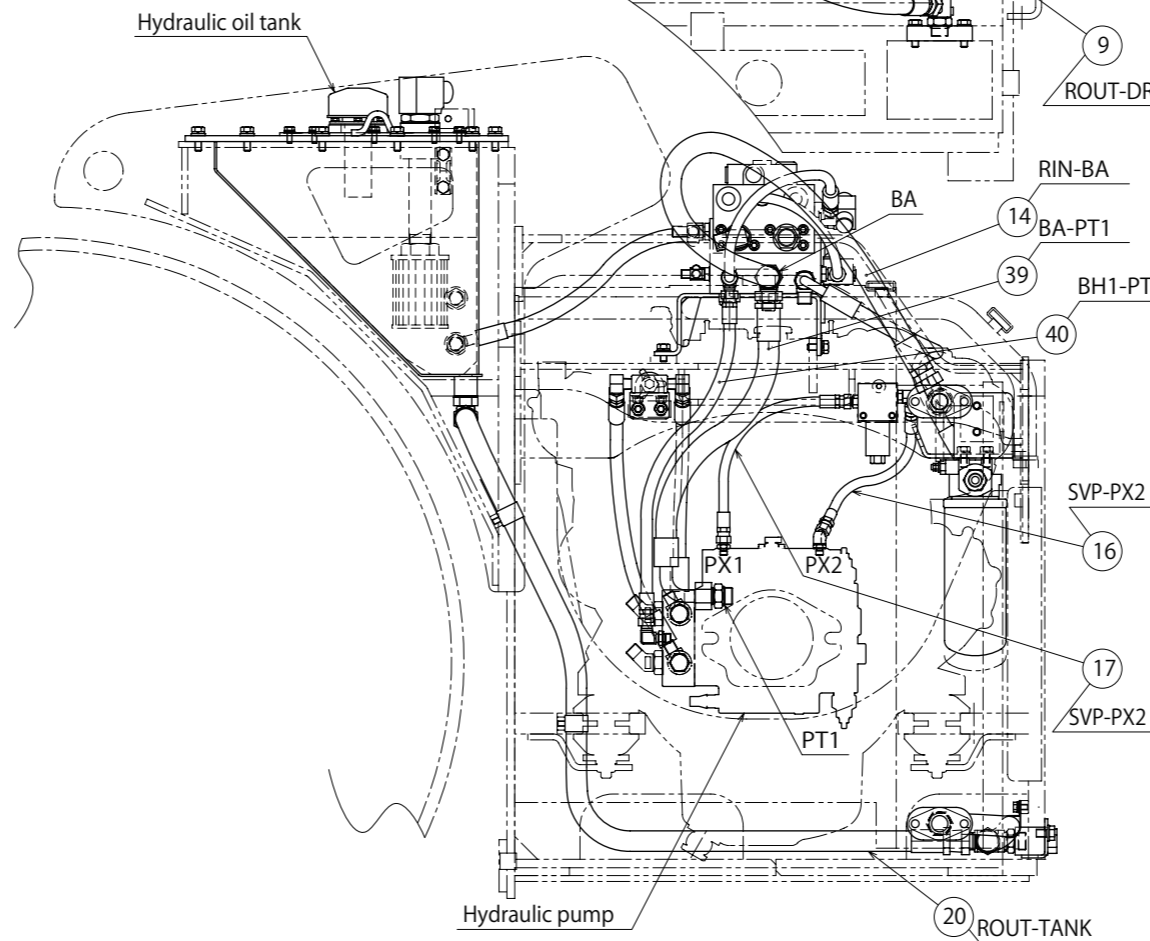 Hydraulic oil tank
9
ROUT-DR
RIN-BA
BA
14
BA-PT1
39
BH1-PT
40
SVP-PX2
16
PX1
PX2
17
SVP-PX2
PT1
Hydraulic pump
20
ROUT-TANK